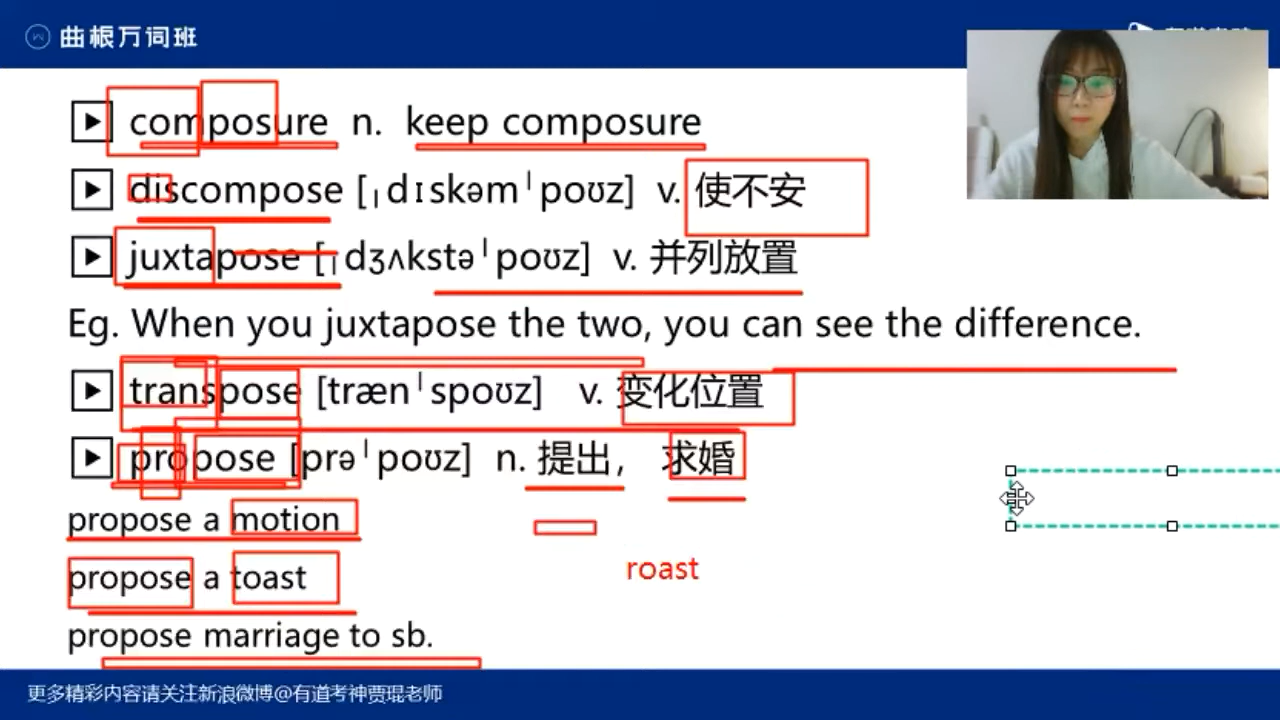 曲根万词班
composure n. keep composure
discompose [ˌdɪskəmˈpoʊz] v. 使不安
juxtapose [ˌdʒʌkstəˈpoʊz] v. 并列放置
Eg. When you juxtapose the two, you can see the difference.
transpose [trænˈspoʊz] v. 变化位置
propose [prəˈpoʊz] n. 提出， 求婚
propose a motion
propose a toast
roast
propose marriage to sb.
更多精彩内容请关注新浪微博@有道考神贾琨老师